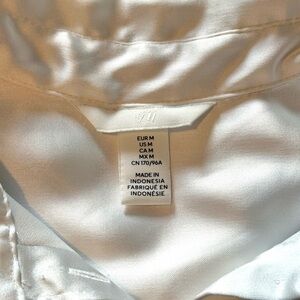 EUR M
US M
CA M
MX M
CN 170/96A
MADE IN
INDONESIA
FABRIQUÉ EN
INDONÉSIE